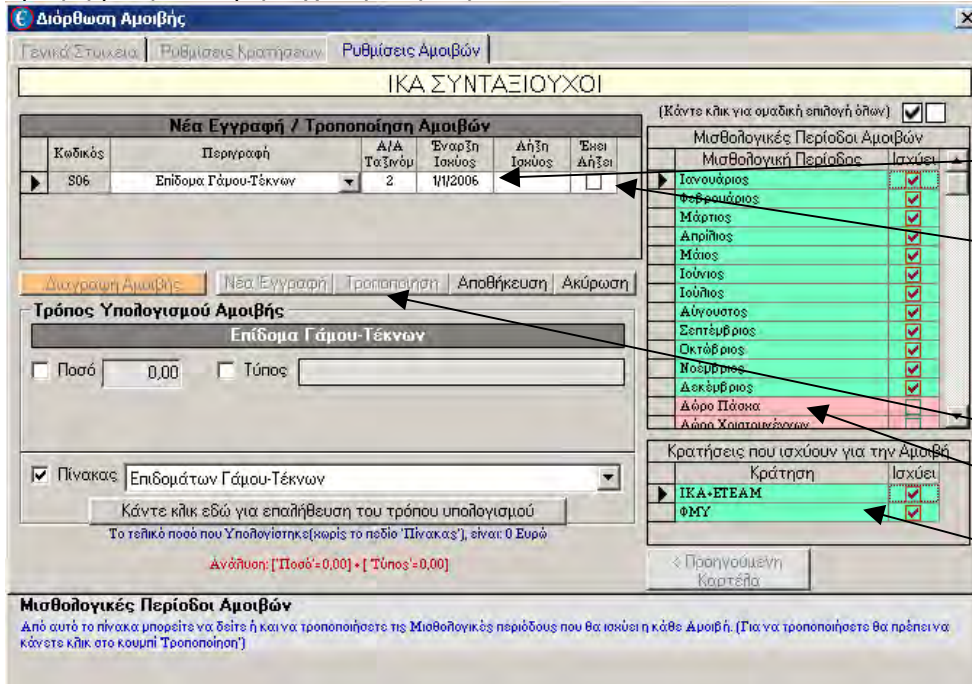 Διόρθωση Αμοιβής
Γενικά Στοιχεία Ρυθμίσεις Κρατήσεων Ρυθμίσεις Αμοιβών
ΙΚΑ ΣΥΝΤΑΞΙΟΥΧΟΙ
(Κάντε κλικ για ομαδική επιλογή όλων)
Νέα Εγγραφή / Τροποποίηση Αμοιβών
Κωδικός Περιγραφή Α/Α Ταξινόμ Έναρξη Ισχύος Λήξη Ισχύος Έχει Λήξει
S06 Επίδομα Γάμου-Τέκνων 2 1/1/2006
Μισθολογικές Περίοδοι Αμοιβών
Μισθολογική Περίοδος Ισχύει
Ιανουάριος
Φεβρουάριος
Μάρτιος
Απρίλιος
Μάιος
Ιούνιος
Ιούλιος
Αύγουστος
Σεπτέμβριος
Οκτώβριος
Νοέμβριος
Δεκέμβριος
Δώρο Πάσχα
Δώρο Χριστουγέννων
Διαγραφή Αμοιβής Νέα Εγγραφή Τροποποίηση Αποθήκευση Ακύρωση
Τρόπος Υπολογισμού Αμοιβής
Επίδομα Γάμου-Τέκνων
Ποσό 0,00 Τύπος
Πίνακας Επιδομάτων Γάμου-Τέκνων
Κάντε κλικ εδώ για επαλήθευση του τρόπου υπολογισμού
Το τελικό ποσό που Υπολογίστηκε(χωρίς το πεδίο 'Πίνακας'), είναι: 0 Ευρώ
Ανάλυση: ['Ποσό'=0,00] + [ 'Τύπος'=0,00]
Κρατήσεις που ισχύουν για την Αμοιβή
Κράτηση Ισχύει
ΙΚΑ+ΕΤΕΑΜ
ΦΜΥ
< Προηγούμενη
Καρτέλα
Μισθολογικές Περίοδοι Αμοιβών
Από αυτό το πίνακα μπορείτε να δείτε ή και να τροποποιήσετε τις Μισθολογικές περιόδους που θα ισχύει η κάθε Αμοιβή. (Για να τροποποιήσετε θα πρέπει να
κάνετε κλικ στο κουμπί 'Τροποποίηση')